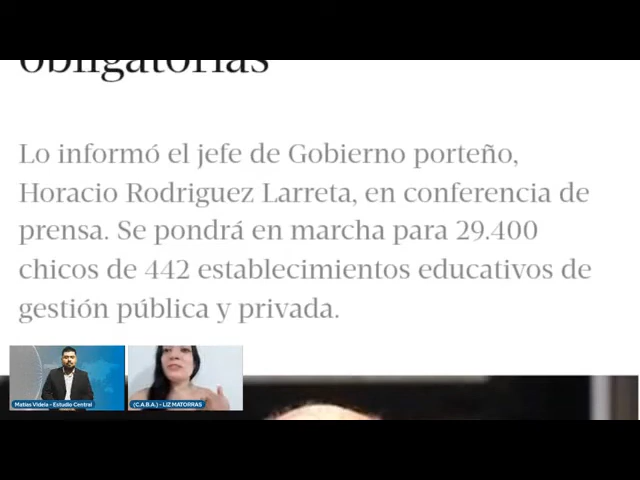 obligatorias
Lo informó el jefe de Gobierno porteño,
Horacio Rodriguez Larreta, en conferencia de
prensa. Se pondrá en marcha para 29.400
chicos de 442 establecimientos educativos de
gestión pública y privada.
Matías Videla - Estudio Central
(C.A.B.A.) - LIZ MATORRAS